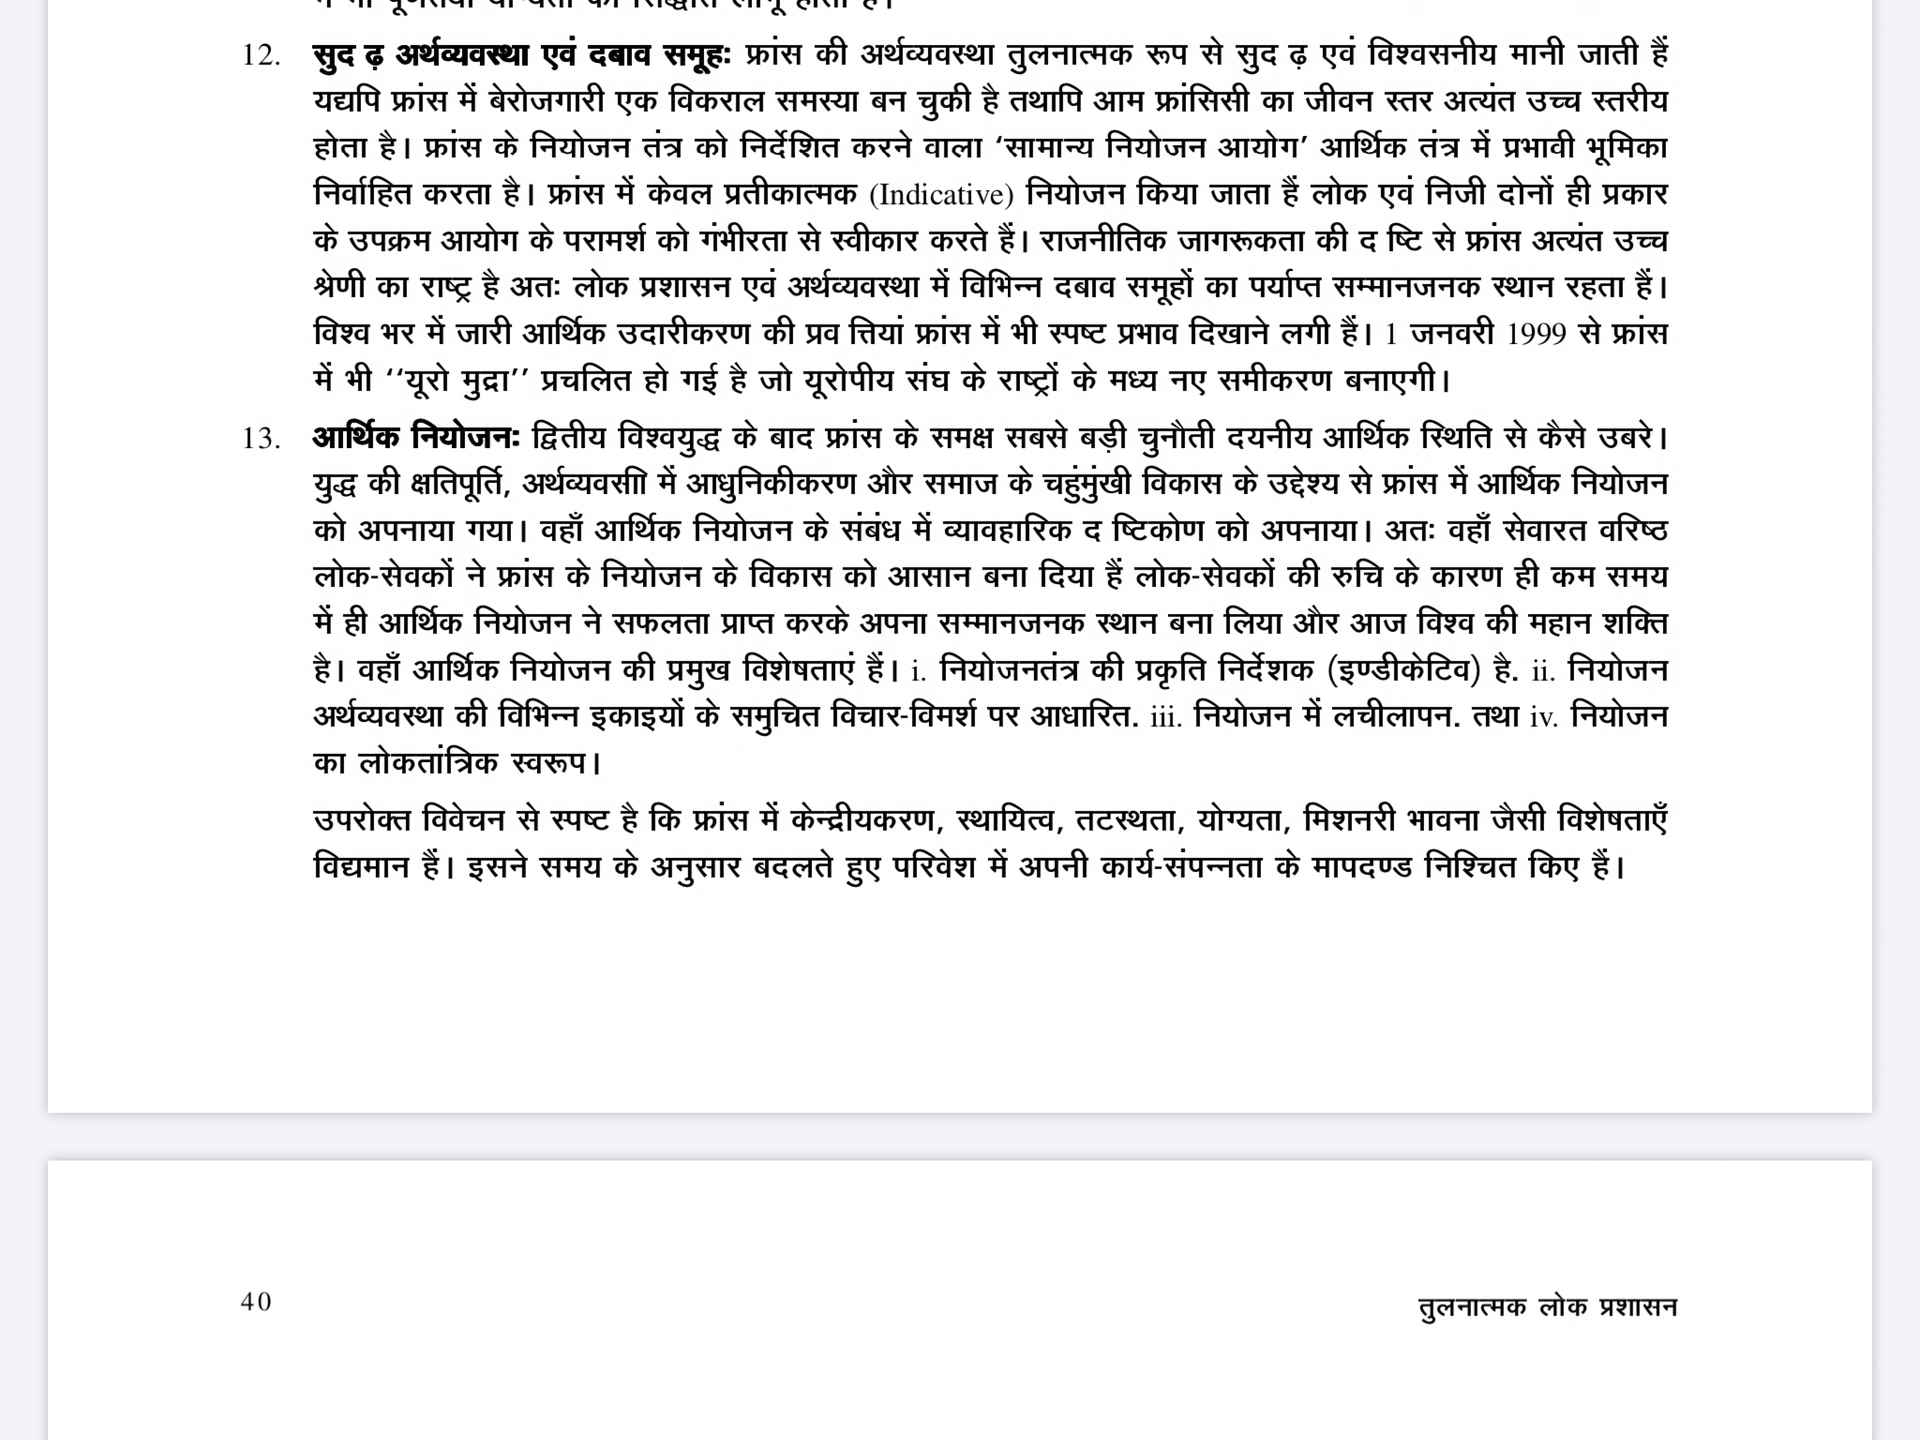 12. सुद ढ़ अर्थव्यवस्था एवं दबाव समूह: फ्रांस की अर्थव्यवस्था तुलनात्मक रूप से सुद ढ़ एवं विश्वसनीय मानी जाती हैं
यद्यपि फ्रांस में बेरोजगारी एक विकराल समस्या बन चुकी है तथापि आम फ्रांसिसी का जीवन स्तर अत्यंत उच्च स्तरीय
होता है। फ्रांस के नियोजन तंत्र को निर्देशित करने वाला ‘सामान्य नियोजन आयोग’ आर्थिक तंत्र में प्रभावी भूमिका
निर्वाहित करता है। फ्रांस में केवल प्रतीकात्मक (Indicative) नियोजन किया जाता हैं लोक एवं निजी दोनों ही प्रकार
के उपक्रम आयोग के परामर्श को गंभीरता से स्वीकार करते हैं। राजनीतिक जागरूकता की द ष्टि से फ्रांस अत्यंत उच्च
श्रेणी का राष्ट्र है अतः लोक प्रशासन एवं अर्थव्यवस्था में विभिन्न दबाव समूहों का पर्याप्त सम्मानजनक स्थान रहता हैं।
विश्व भर में जारी आर्थिक उदारीकरण की प्रव त्तियां फ्रांस में भी स्पष्ट प्रभाव दिखाने लगी हैं। 1 जनवरी 1999 से फ्रांस
में भी ‘‘यूरो मुद्रा’’ प्रचलित हो गई है जो यूरोपीय संघ के राष्ट्रों के मध्य नए समीकरण बनाएगी।
13. आर्थिक नियोजन: द्वितीय विश्वयुद्ध के बाद फ्रांस के समक्ष सबसे बड़ी चुनौती दयनीय आर्थिक स्थिति से कैसे उबरे।
युद्ध की क्षतिपूर्ति, अर्थव्यवसाि में आधुनिकीकरण और समाज के चहुंमुंखी विकास के उद्देश्य से फ्रांस में आर्थिक नियोजन
को अपनाया गया। वहाँ आर्थिक नियोजन के संबंध में व्यावहारिक द ष्टिकोण को अपनाया। अतः वहाँ सेवारत वरिष्ठ
लोक-सेवकों ने फ्रांस के नियोजन के विकास को आसान बना दिया हैं लोक-सेवकों की रुचि के कारण ही कम समय
में ही आर्थिक नियोजन ने सफलता प्राप्त करके अपना सम्मानजनक स्थान बना लिया और आज विश्व की महान शक्ति
है। वहाँ आर्थिक नियोजन की प्रमुख विशेषताएं हैं। i. नियोजनतंत्र की प्रकृति निर्देशक (इण्डीकेटिव) है. ii. नियोजन
अर्थव्यवस्था की विभिन्न इकाइयों के समुचित विचार-विमर्श पर आधारित. iii. नियोजन में लचीलापन. तथा iv. नियोजन
का लोकतांत्रिक स्वरूप।
उपरोक्त विवेचन से स्पष्ट है कि फ्रांस में केन्द्रीयकरण, स्थायित्व, तटस्थता, योग्यता, मिशनरी भावना जैसी विशेषताएँ
विद्यमान हैं। इसने समय के अनुसार बदलते हुए परिवेश में अपनी कार्य-संपन्नता के मापदण्ड निश्चित किए हैं।
40
तुलनात्मक लोक प्रशासन